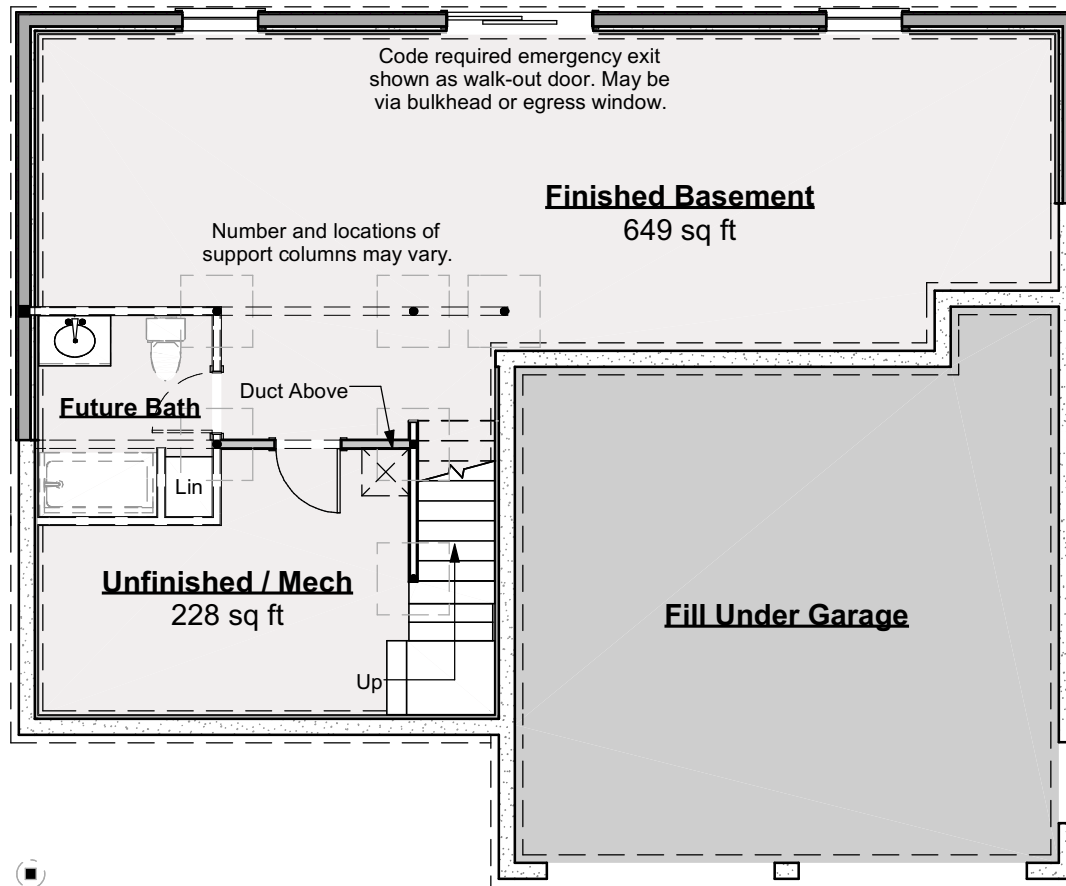 Code required emergency exit
shown as walk-out door. May be
via bulkhead or egress window.
Finished Basement
649 sq ft
Number and locations of
support columns may vary.
Duct Above
Future Bath
Lin
Unfinished / Mech
228 sq ft
Fill Under Garage
Up